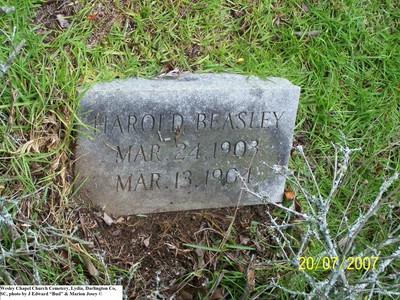 HAROLD BEASLEY
MAR. 24, 1903
MAR. 13, 1904
20/07/2007
Wesley Chapel Church Cemetery, Lydia, Darlington Co,
SC, photo by J Edward "Bud" & Marion Josey ©